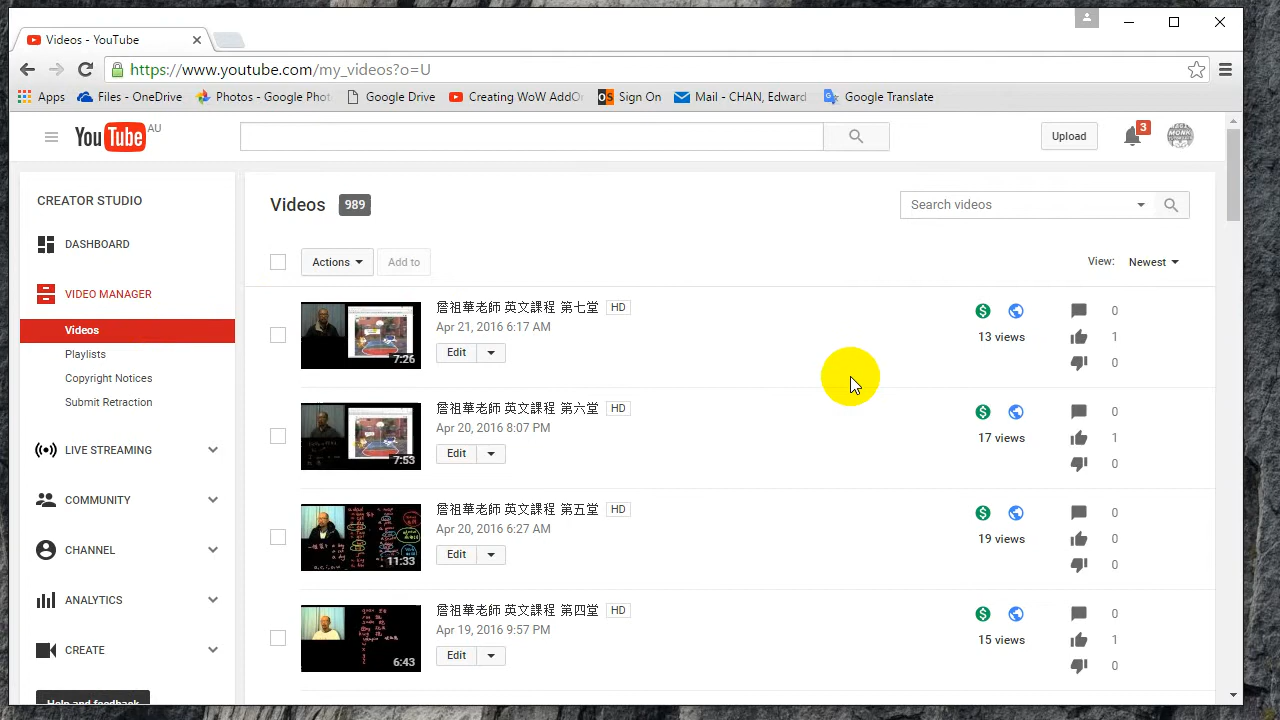 Videos - YouTube
https://www.youtube.com/my_videos?o=U
Apps
Files - OneDrive
Photos - Google Phot
Google Drive
Creating WoW AddOn
Sign On
Mail - CHAN, Edward
Google Translate
YouTube AU
Upload
3
CREATOR STUDIO
DASHBOARD
VIDEO MANAGER
Videos
Playlists
Copyright Notices
Submit Retraction
LIVE STREAMING
COMMUNITY
CHANNEL
ANALYTICS
CREATE
Help and feedback
Videos 989
Search videos
Actions
Add to
View: Newest
詹祖華老師 英文課程 第七堂 HD
Apr 21, 2016 6:17 AM
Edit
7:26
13 views
0
1
0
詹祖華老師 英文課程 第六堂 HD
Apr 20, 2016 8:07 PM
Edit
7:53
17 views
0
1
0
詹祖華老師 英文課程 第五堂 HD
Apr 20, 2016 6:27 AM
Edit
11:33
19 views
0
0
0
詹祖華老師 英文課程 第四堂 HD
Apr 19, 2016 9:57 PM
Edit
6:43
15 views
0
1
0